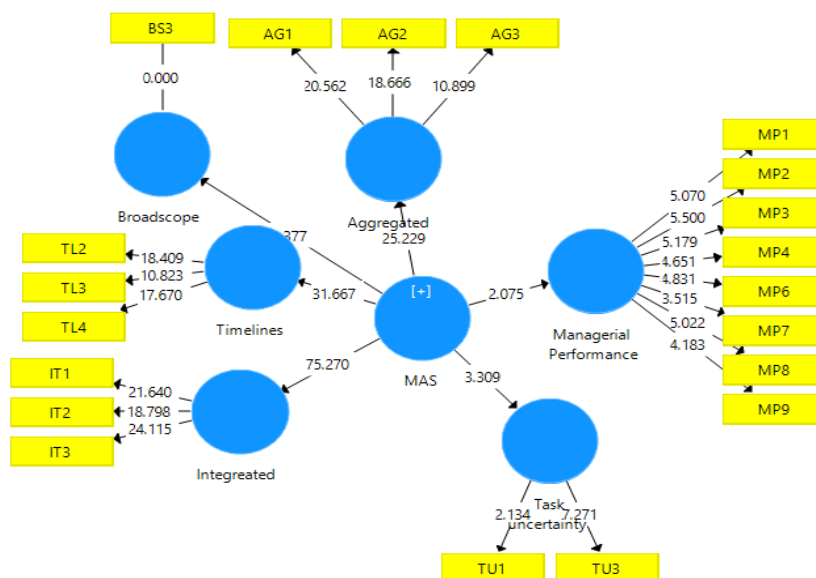 BS3
AG1
AG2
AG3
0.000
20.562
18.666
10.899
MP1
MP2
MP3
MP4
MP6
MP7
MP8
MP9
5.070
5.500
5.179
4.651
4.831
3.515
5.022
4.183
Broadscope
Aggregated
377
25.229
TL2
TL3
TL4
18.409
10.823
17.670
Timelines
31.667
[+]
MAS
2.075
Managerial
Performance
75.270
3.309
IT1
IT2
IT3
21.640
18.798
24.115
Integreated
Task
uncertainty
2.134
7.271
TU1
TU3